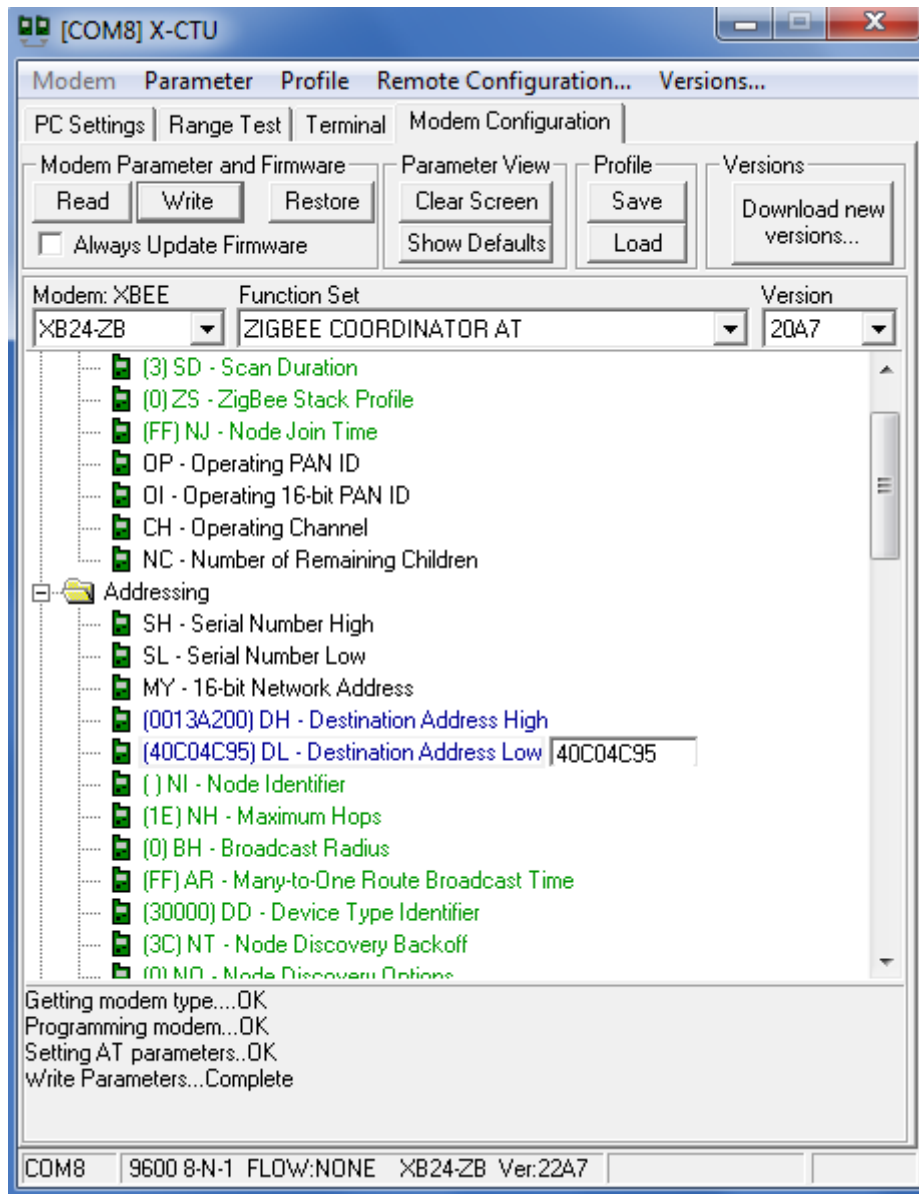 [COM8] X-CTU
Modem Parameter Profile Remote Configuration... Versions...
PC Settings Range Test Terminal Modem Configuration
Modem Parameter and Firmware Parameter View Profile Versions
Read Write Restore Clear Screen Save Download new versions...
Always Update Firmware Show Defaults Load
Modem: XBEE Function Set Version
XB24-ZB ZIGBEE COORDINATOR AT 20A7
(3) SD - Scan Duration
(0) ZS - ZigBee Stack Profile
(FF) NJ - Node Join Time
OP - Operating PAN ID
OI - Operating 16-bit PAN ID
CH - Operating Channel
NC - Number of Remaining Children
Addressing
SH - Serial Number High
SL - Serial Number Low
MY - 16-bit Network Address
(0013A200) DH - Destination Address High
(40C04C95) DL - Destination Address Low 40C04C95
( ) NI - Node Identifier
(1E) NH - Maximum Hops
(0) BH - Broadcast Radius
(FF) AR - Many-to-One Route Broadcast Time
(30000) DD - Device Type Identifier
(3C) NT - Node Discovery Backoff
(0) NO - Node Discovery Options
Getting modem type....OK
Programming modem...OK
Setting AT parameters..OK
Write Parameters...Complete
COM8 9600 8-N-1 FLOW:NONE XB24-ZB Ver:22A7